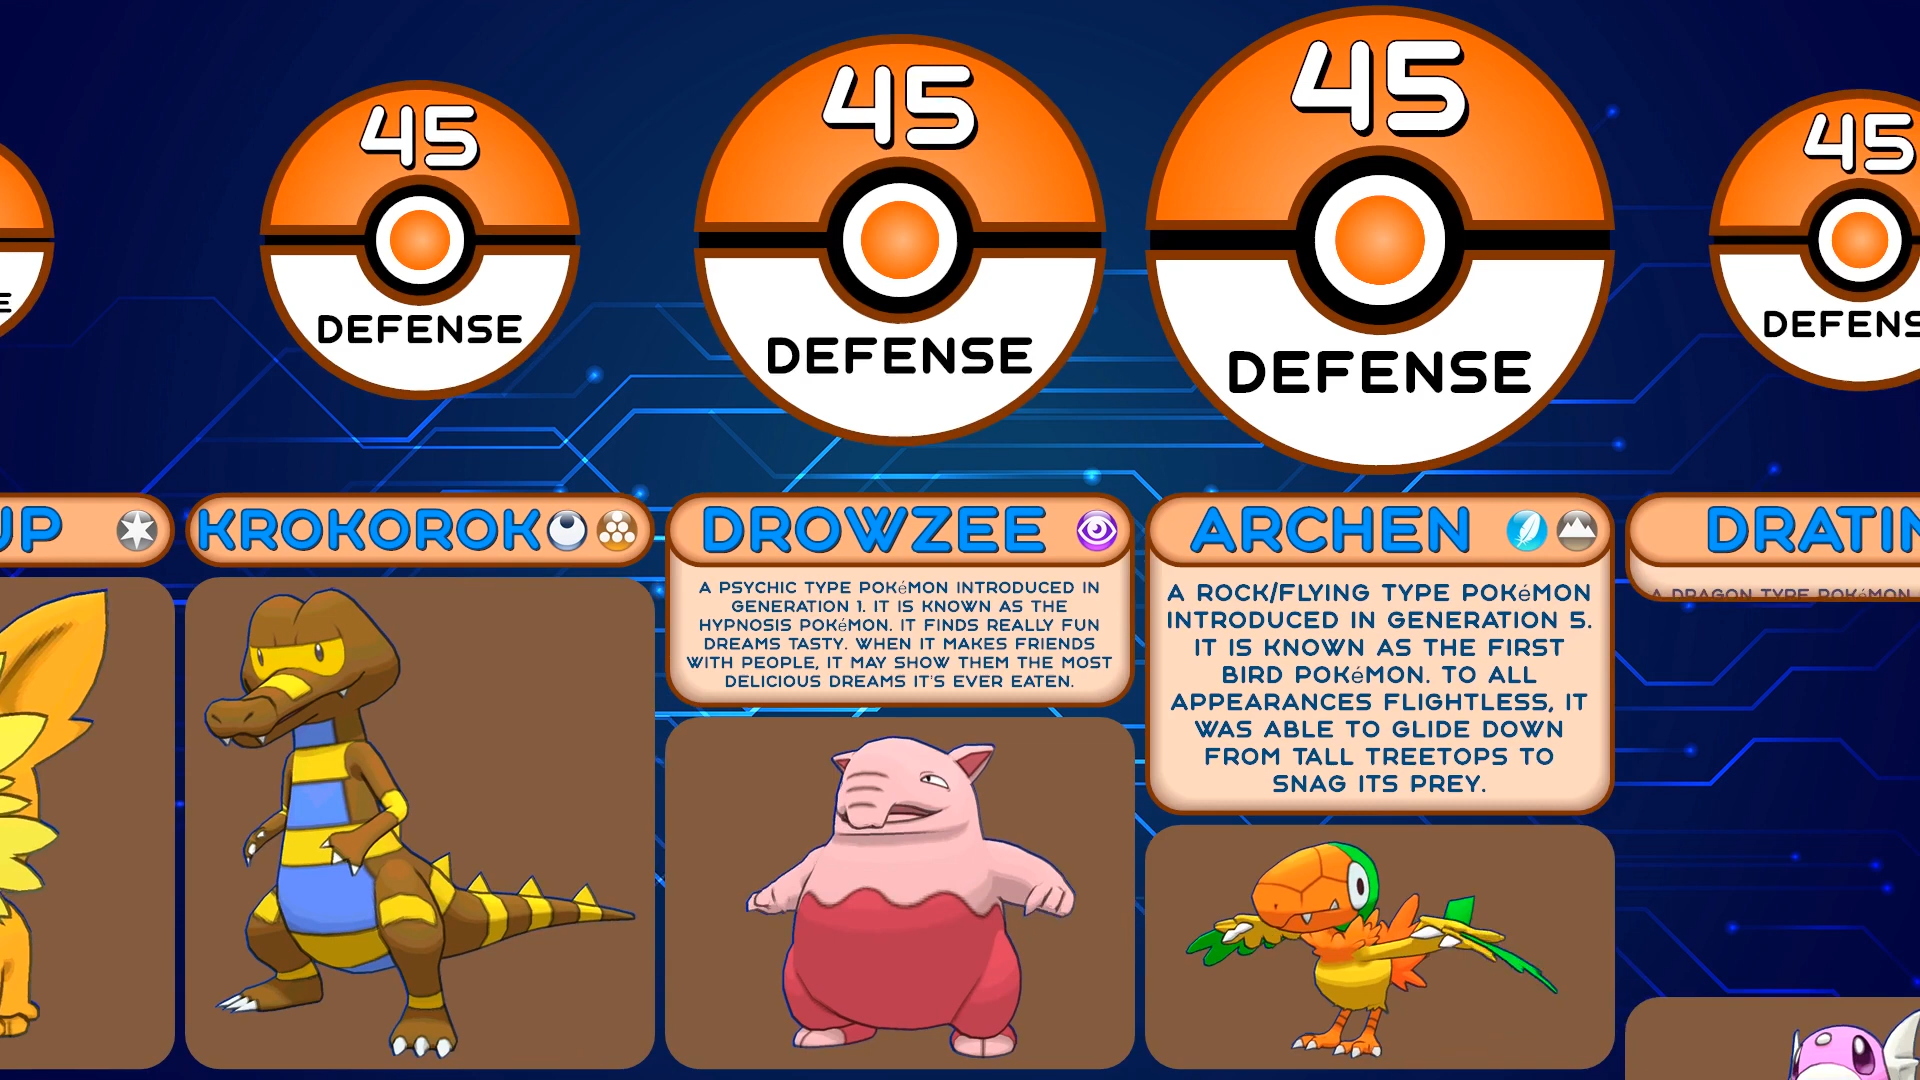 45
DEFENSE
45
DEFENSE
45
DEFENSE
45
DEFENS
E
UP
KROKOROK
DROWZEE
A PSYCHIC TYPE POKéMON INTRODUCED IN
GENERATION 1. IT IS KNOWN AS THE
HYPNOSIS POKéMON. IT FINDS REALLY FUN
DREAMS TASTY. WHEN IT MAKES FRIENDS
WITH PEOPLE, IT MAY SHOW THEM THE MOST
DELICIOUS DREAMS IT'S EVER EATEN.
ARCHEN
A ROCK/FLYING TYPE POKéMON
INTRODUCED IN GENERATION 5.
IT IS KNOWN AS THE FIRST
BIRD POKéMON. TO ALL
APPEARANCES FLIGHTLESS, IT
WAS ABLE TO GLIDE DOWN
FROM TALL TREETOPS TO
SNAG ITS PREY.
DRATIN
A DRAGON TYPE POKéMON